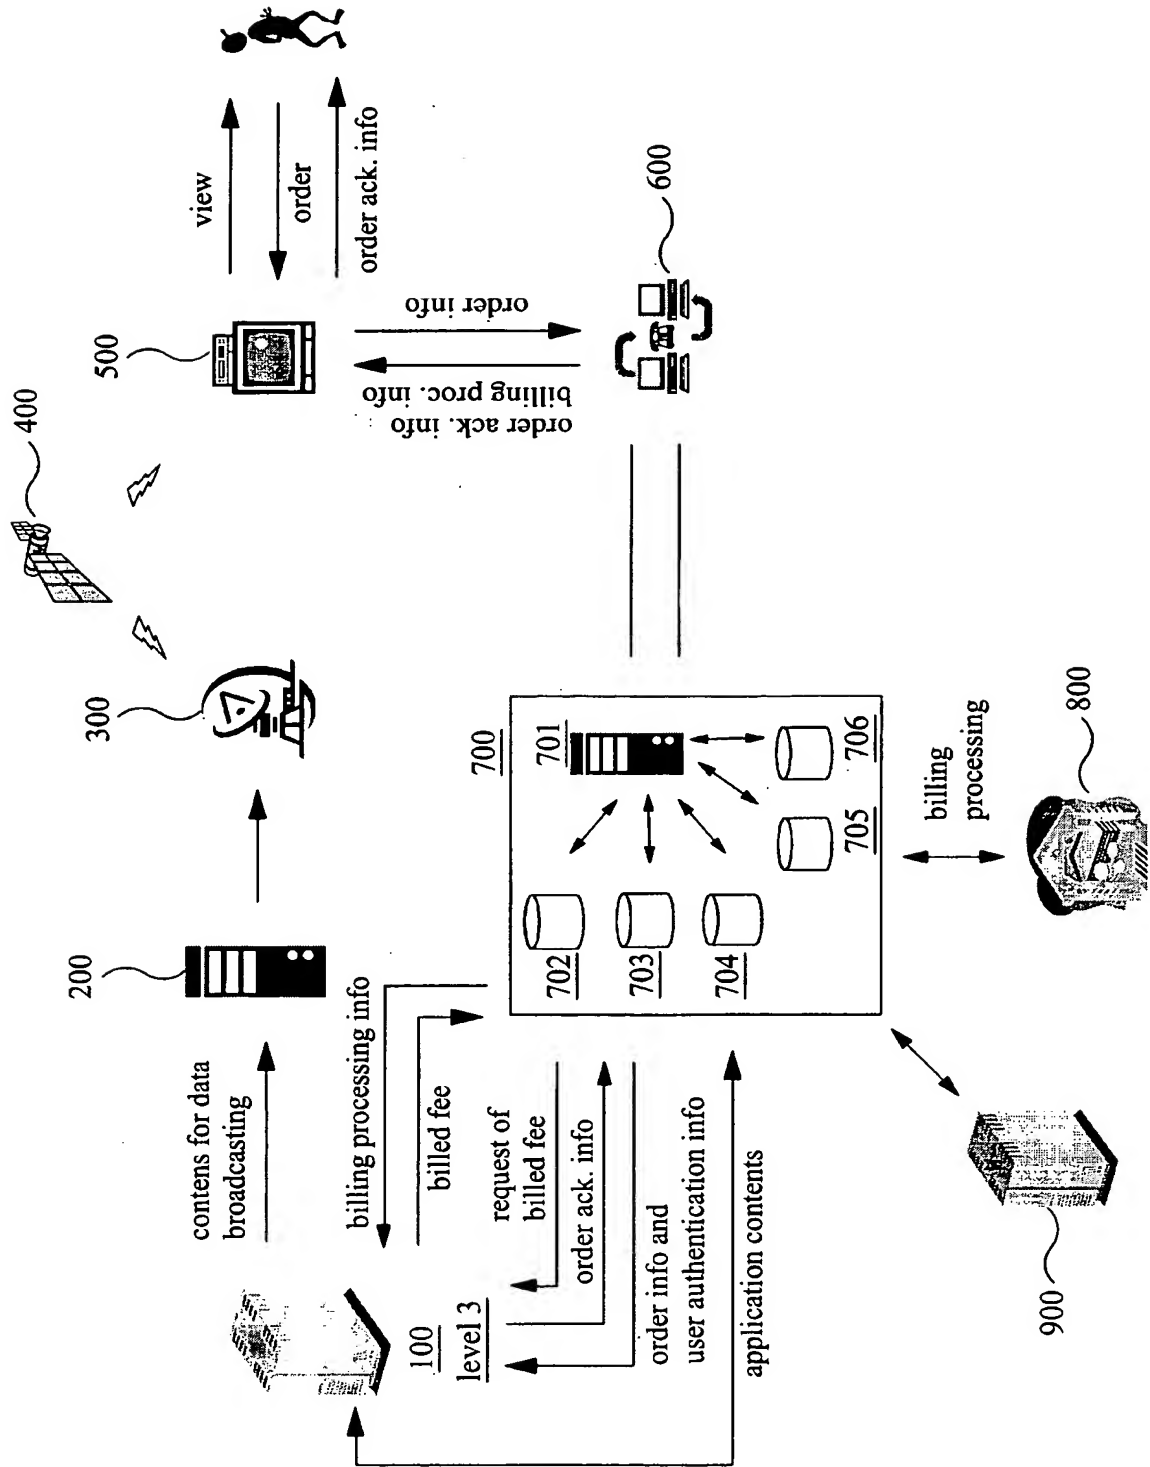 400
300
500
200
view
order
order ack. info
contens for data
broadcasting
order info
billing proc. info
order ack. info
600
billing processing info
billed fee
100
level 3
request of
billed fee
order ack. info
order info and
user authentication info
application contents
700
701
702
703
704
705
706
billing
processing
800
900